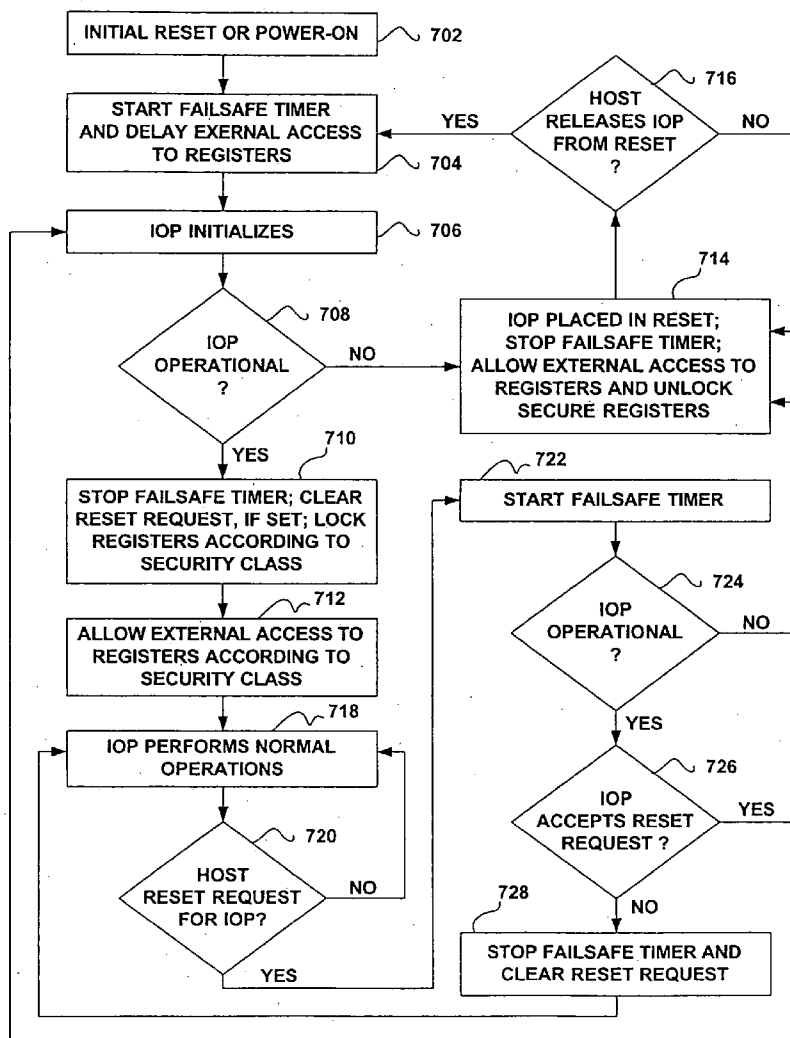 INITIAL RESET OR POWER-ON
702
START FAILSAFE TIMER
AND DELAY EXERNAL ACCESS
TO REGISTERS
704
IOP INITIALIZES
706
708
IOP
OPERATIONAL
?
NO
YES
710
STOP FAILSAFE TIMER; CLEAR
RESET REQUEST, IF SET; LOCK
REGISTERS ACCORDING TO
SECURITY CLASS
712
ALLOW EXTERNAL ACCESS TO
REGISTERS ACCORDING TO
SECURITY CLASS
718
IOP PERFORMS NORMAL
OPERATIONS
720
HOST
RESET REQUEST
FOR IOP?
NO
YES
716
HOST
RELEASES IOP
FROM RESET
?
YES
NO
714
IOP PLACED IN RESET;
STOP FAILSAFE TIMER;
ALLOW EXTERNAL ACCESS TO
REGISTERS AND UNLOCK
SECURE REGISTERS
722
START FAILSAFE TIMER
724
IOP
OPERATIONAL
?
NO
YES
726
IOP
ACCEPTS RESET
REQUEST ?
YES
NO
728
STOP FAILSAFE TIMER AND
CLEAR RESET REQUEST